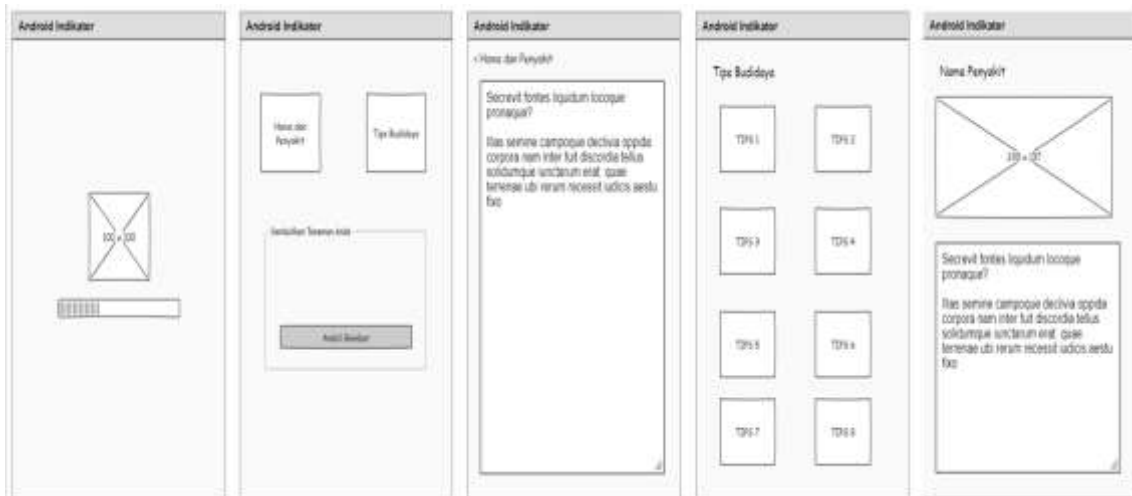 Android Indikator
100 x 100
Android Indikator
Hama dan
Penyakit
Tips Budidaya
Tanaman Anda
Ambil Gambar
Android Indikator
< Hama dan Penyakit
Secrevit fontes liquidum locoque
pronaque?
Illas semine campoque declivia oppida
corpora nam inter fuit discordia tellus
solidumque iunctarum erat quae
terrenae ubi rerum recessit iudicis aestu
fixo
Android Indikator
Tips Budidaya
TIPS 1
TIPS 2
TIPS 3
TIPS 4
TIPS 5
TIPS 6
TIPS 7
TIPS 8
Android Indikator
Nama Penyakit
Secrevit fontes liquidum locoque
pronaque?
Illas semine campoque declivia oppida
corpora nam inter fuit discordia tellus
solidumque iunctarum erat quae
terrenae ubi rerum recessit iudicis aestu
fixo